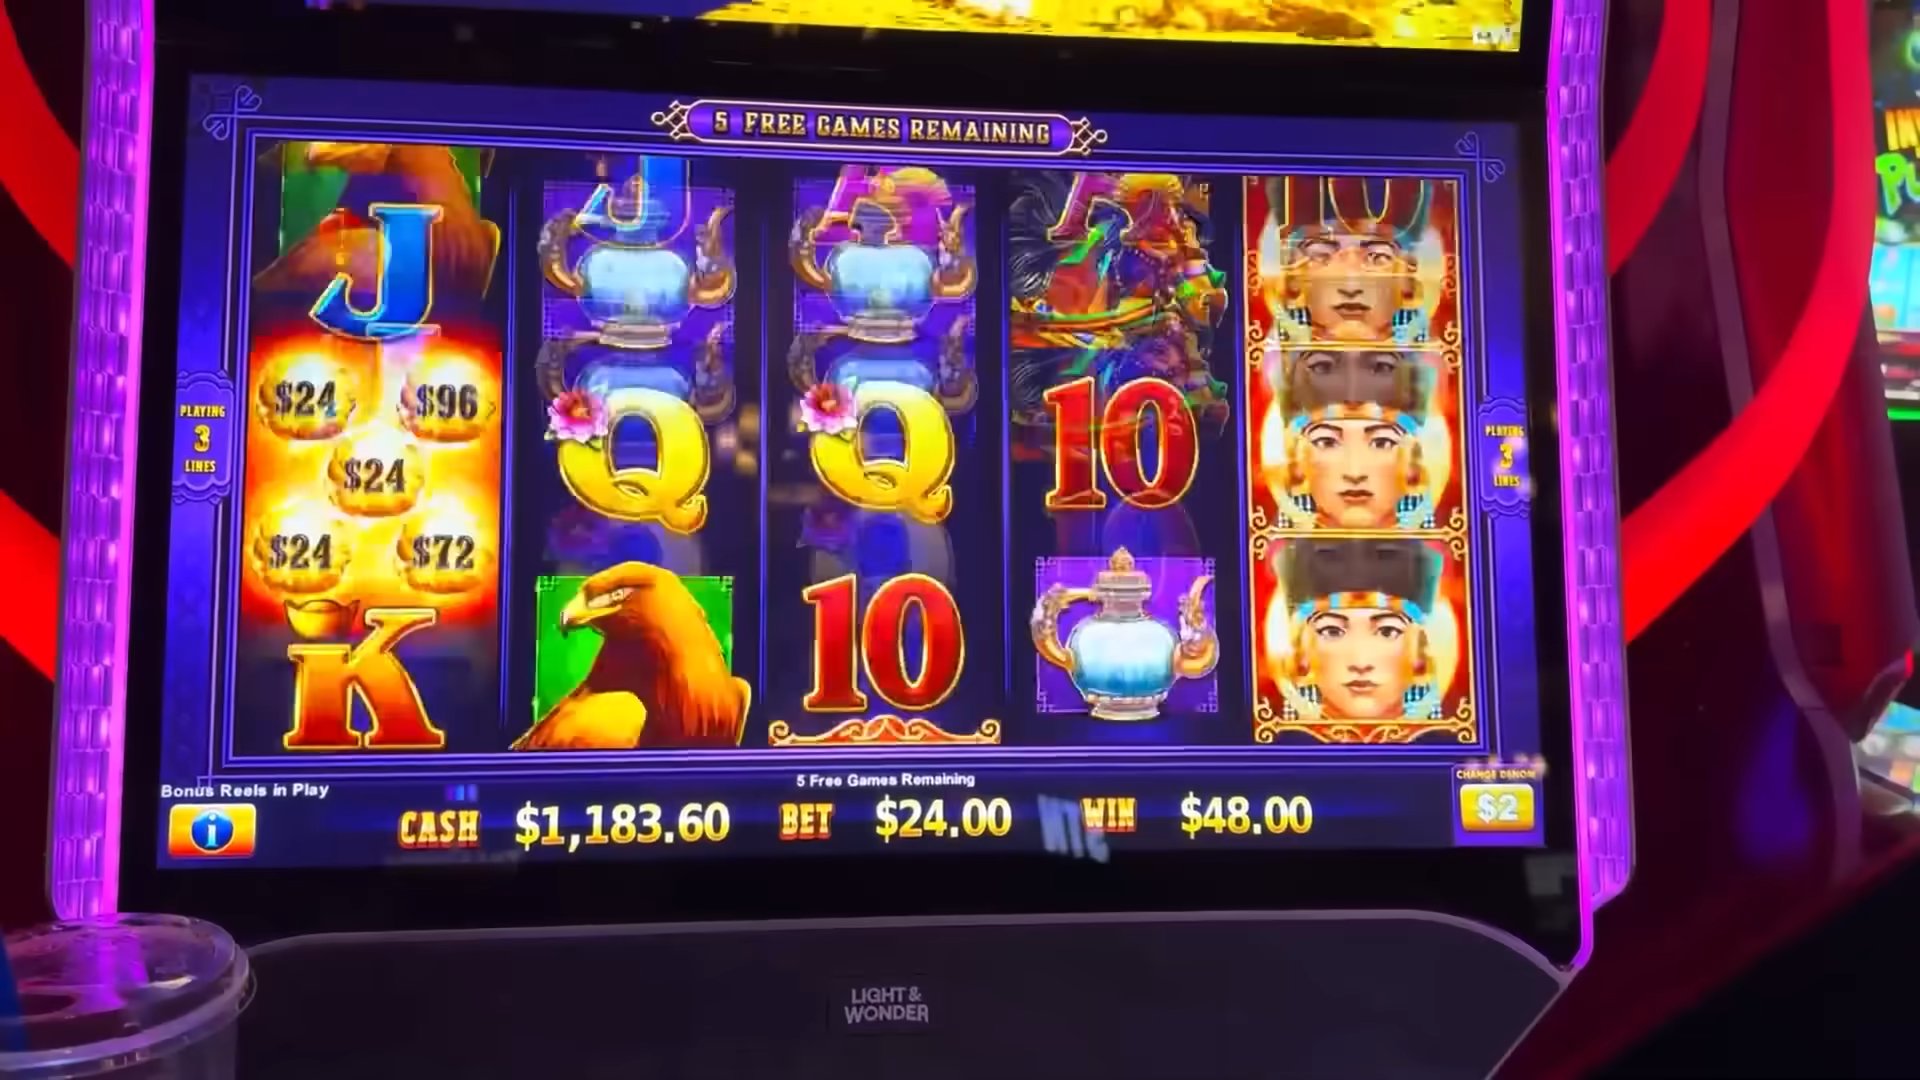 5 FREE GAMES REMAINING
J
J
A
A
10
$24
$96
$24
$24
$72
Q
Q
10
K
10
PLAYING
3
LINES
PLAYING
3
LINES
Bonus Reels in Play
5 Free Games Remaining
CHANGE DENOM
$2
i
CASH $1,183.60 BET $24.00 WIN $48.00
LIGHT &
WONDER